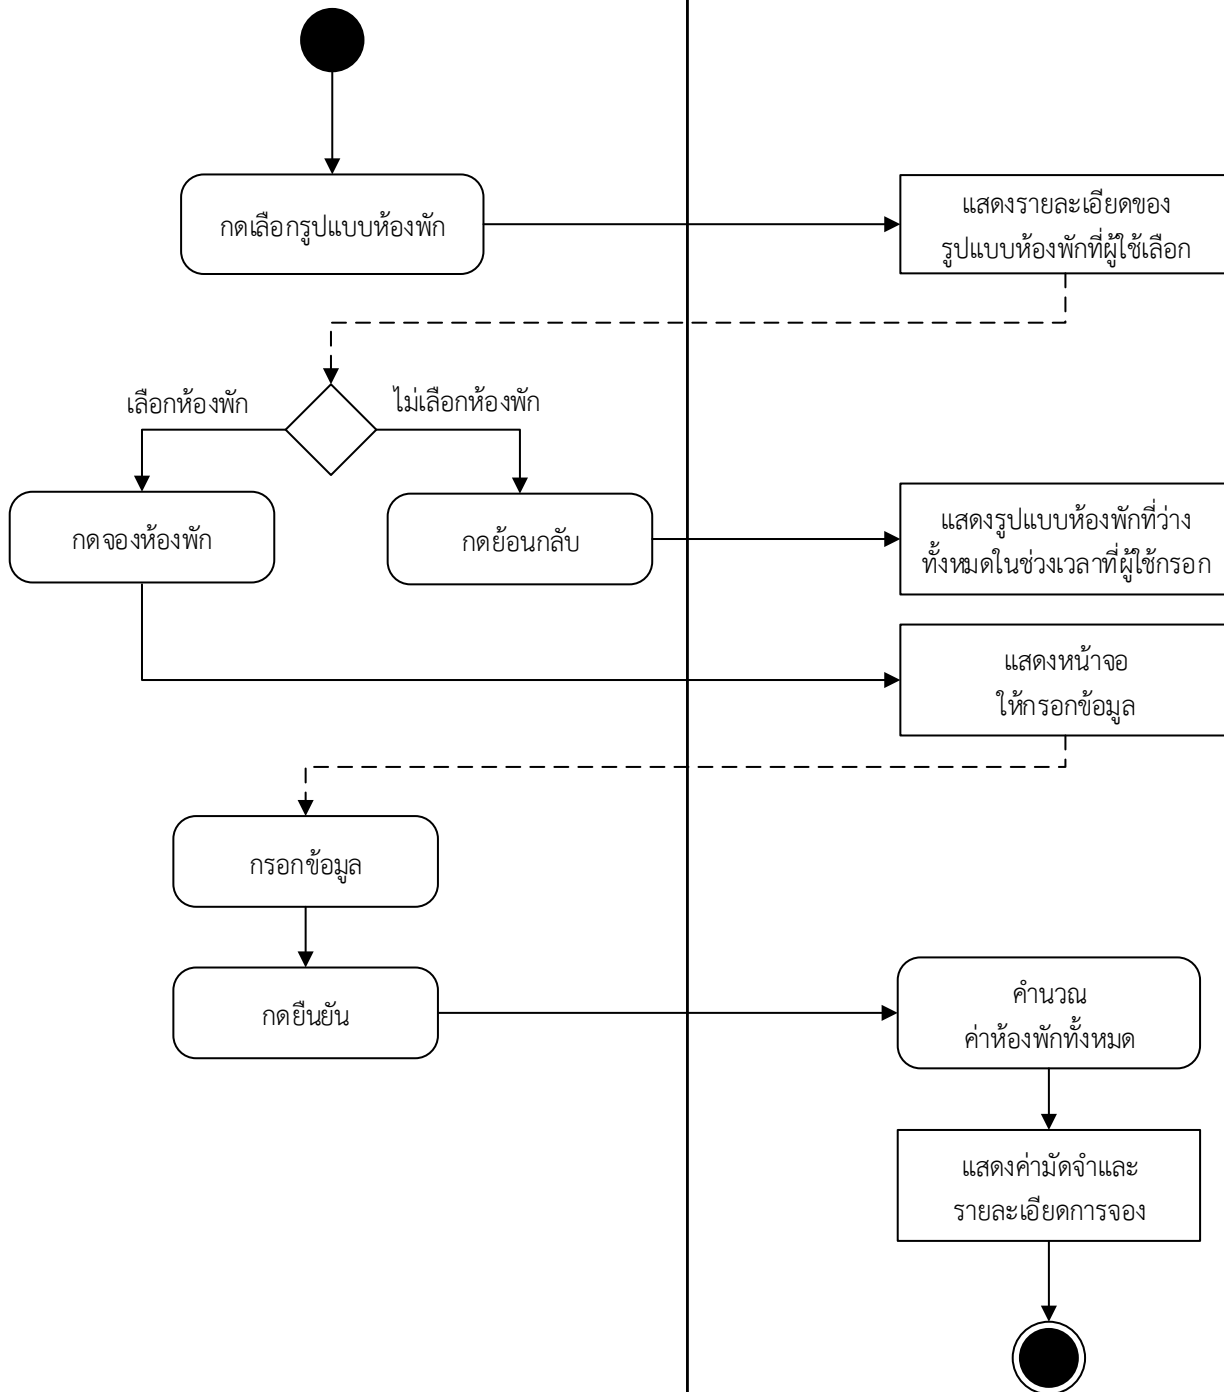 กดเลือกรูปแบบห้องพัก
แสดงรายละเอียดของ
รูปแบบห้องพักที่ผู้ใช้เลือก
เลือกห้องพัก
ไม่เลือกห้องพัก
กดจองห้องพัก
กดย้อนกลับ
แสดงรูปแบบห้องพักที่ว่าง
ทั้งหมดในช่วงเวลาที่ผู้ใช้กรอก
แสดงหน้าจอ
ให้กรอกข้อมูล
กรอกข้อมูล
กดยืนยัน
คำนวณ
ค่าห้องพักทั้งหมด
แสดงค่ามัดจำและ
รายละเอียดการจอง